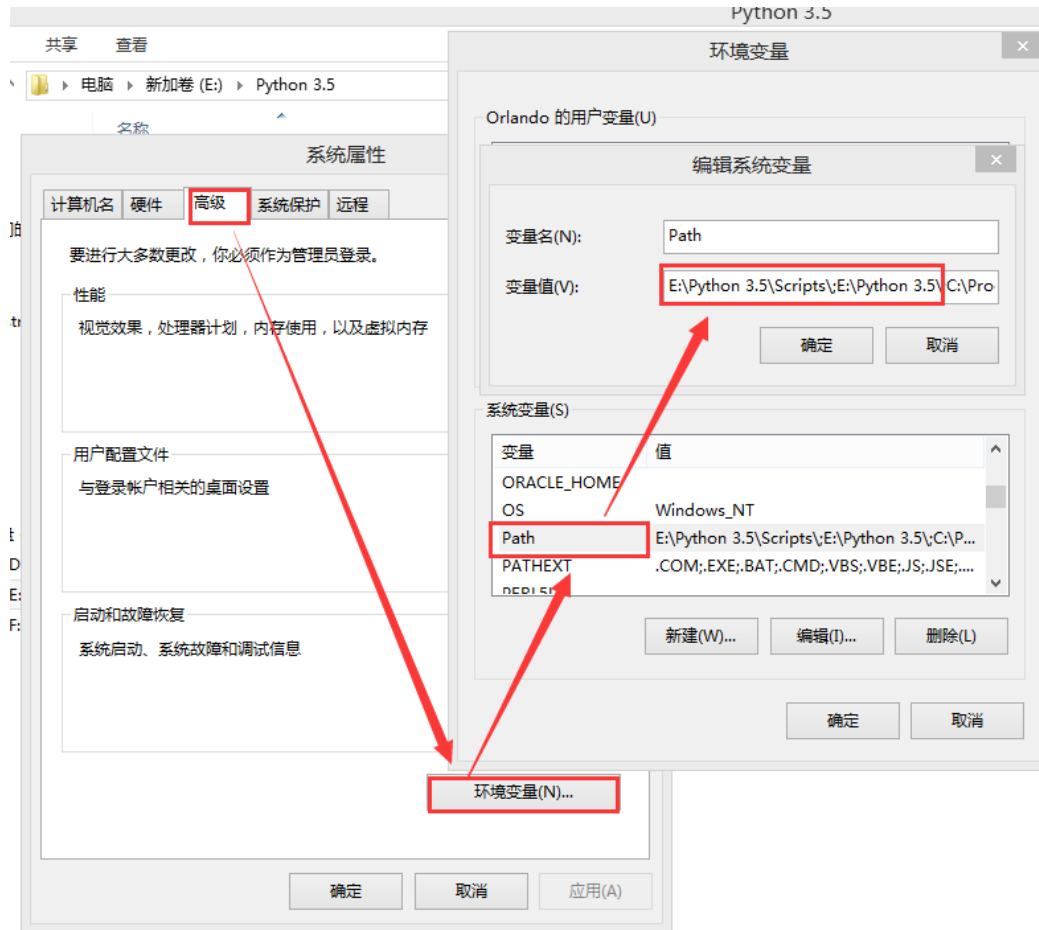 Python 3.5
共享 查看
电脑 新加卷 (E:) Python 3.5
名称
系统属性
计算机名 硬件 高级 系统保护 远程
要进行大多数更改，你必须作为管理员登录。
性能
视觉效果，处理器计划，内存使用，以及虚拟内存
用户配置文件
与登录帐户相关的桌面设置
启动和故障恢复
系统启动、系统故障和调试信息
环境变量(N)...
确定 取消 应用(A)
环境变量
Orlando 的用户变量(U)
编辑系统变量
变量名(N): Path
变量值(V): E:\Python 3.5\Scripts\;E:\Python 3.5\;C:\Pro
确定 取消
系统变量(S)
变量 值
ORACLE_HOME
OS Windows_NT
Path E:\Python 3.5\Scripts\;E:\Python 3.5\;C:\P...
PATHEXT .COM;.EXE;.BAT;.CMD;.VBS;.VBE;.JS;.JSE;....
新建(W)... 编辑(I)... 删除(L)
确定 取消
E:
F: